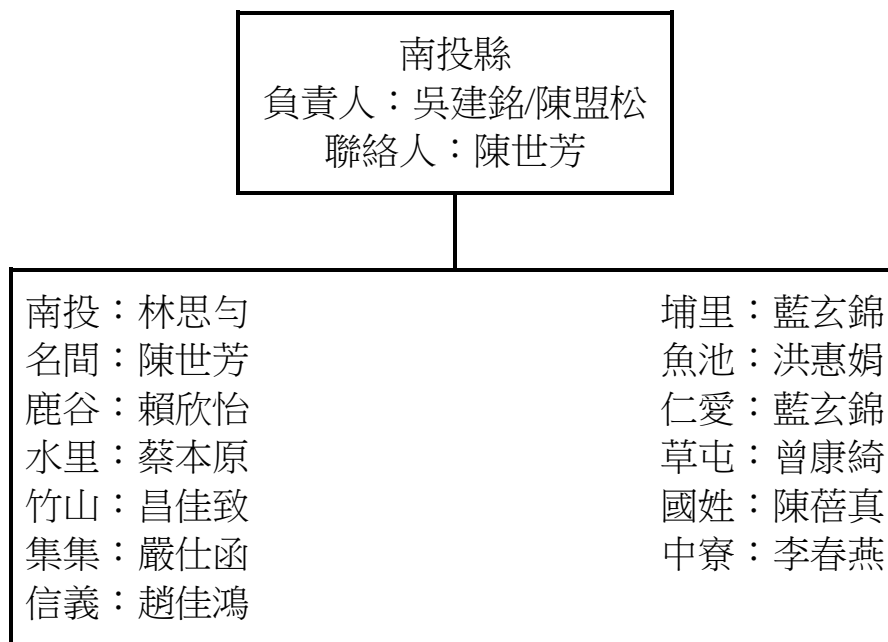 南投縣
負責人：吳建銘/陳盟松
聯絡人：陳世芳
南投：林思勻
名間：陳世芳
鹿谷：賴欣怡
水里：蔡本原
竹山：昌佳致
集集：嚴仕函
信義：趙佳鴻
埔里：藍玄錦
魚池：洪惠娟
仁愛：藍玄錦
草屯：曾康綺
國姓：陳蓓真
中寮：李春燕